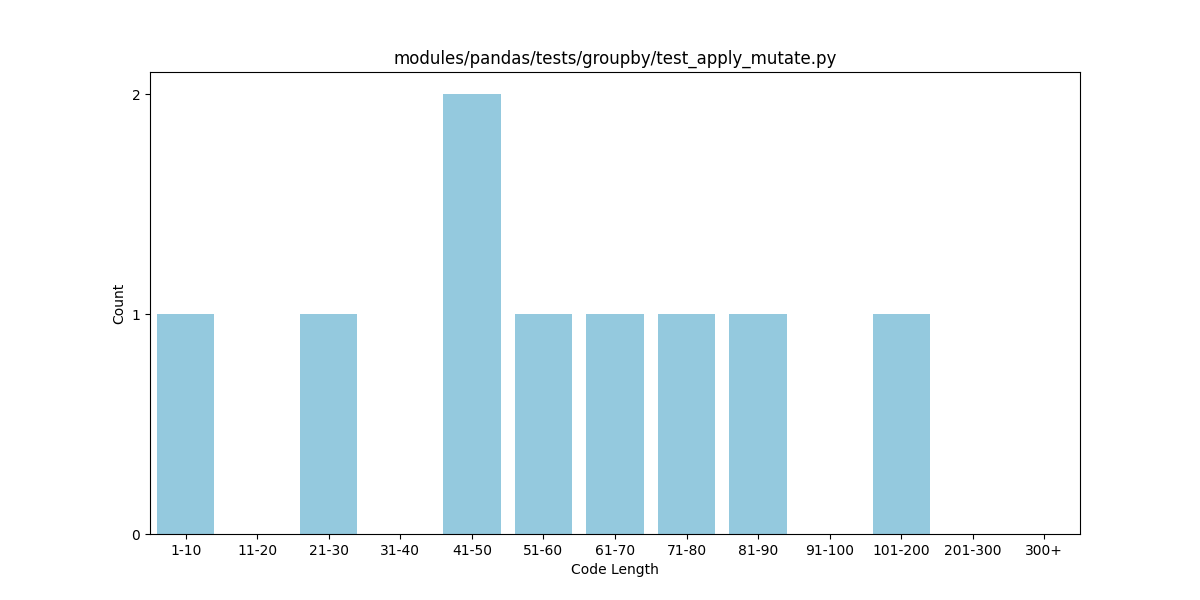 modules/pandas/tests/groupby/test_apply_mutate.py
Count
2
1
0
1-10 11-20 21-30 31-40 41-50 51-60 61-70 71-80 81-90 91-100 101-200 201-300 300+
Code Length